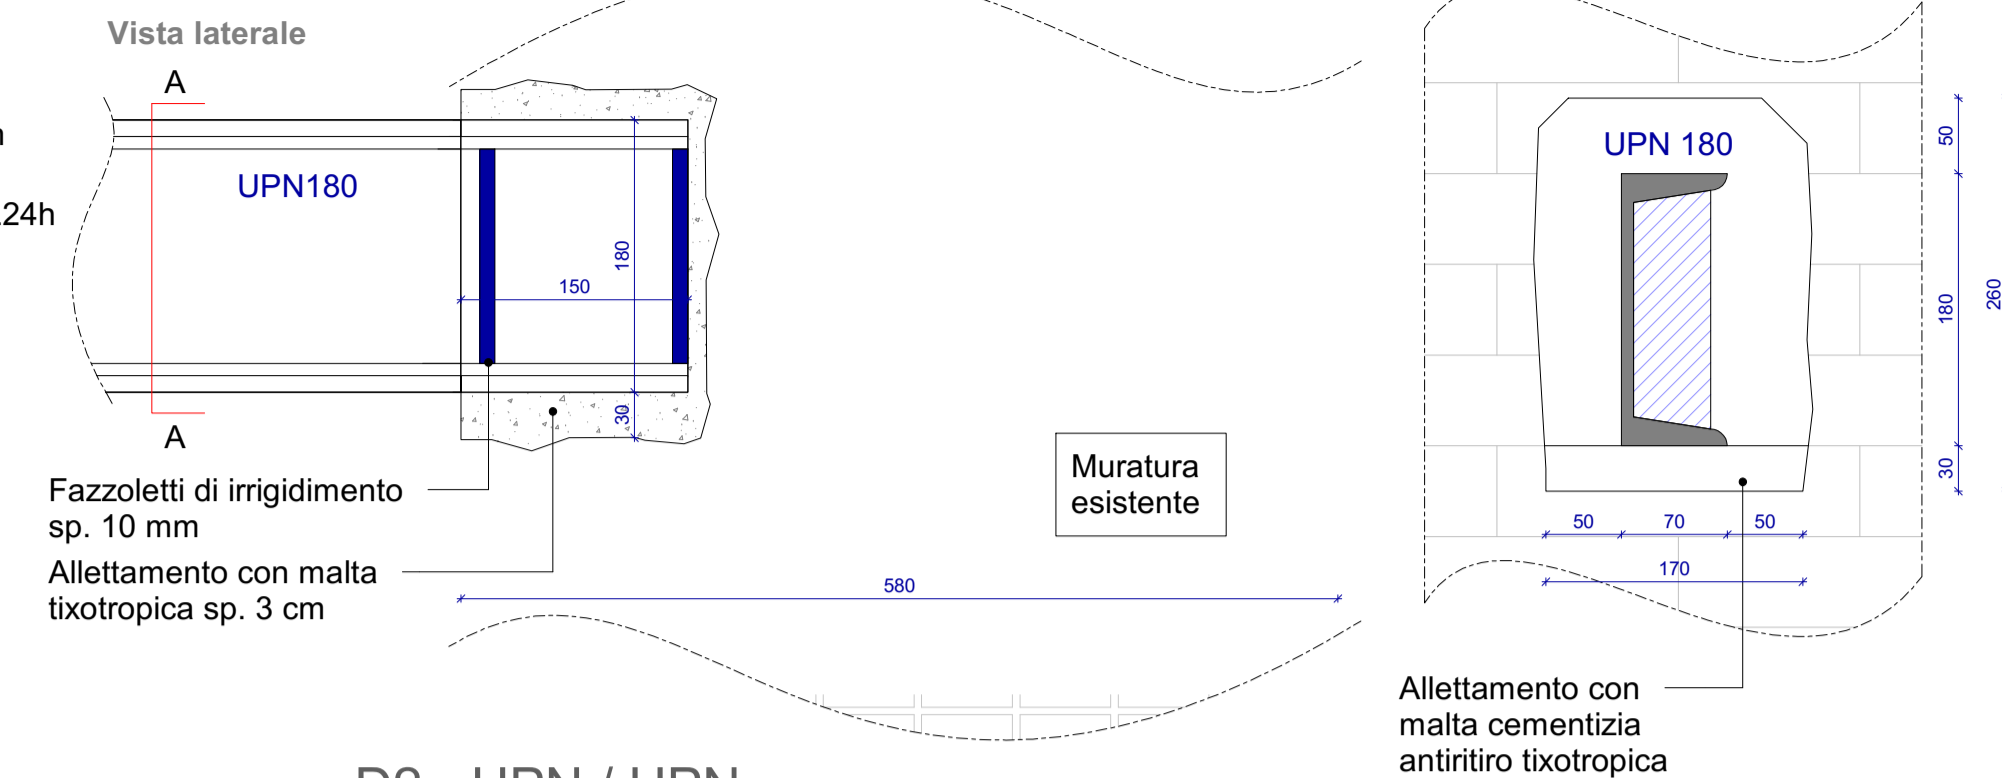 Vista laterale
A
24h
UPN180
180
150
30
A
Fazzoletti di irrigidimento
sp. 10 mm
Allettamento con malta
tixotropica sp. 3 cm
Muratura
esistente
580
UPN 180
50
180
260
30
50 70 50
170
Allettamento con
malta cementizia
antiritiro tixotropica